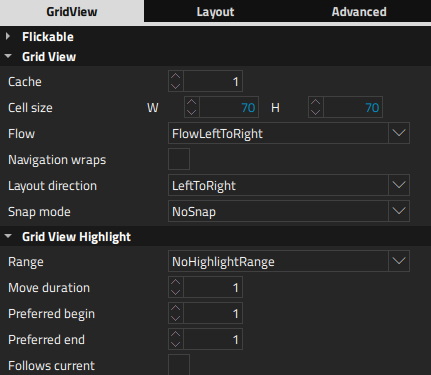 GridView Layout Advanced
Flickable
Grid View
Cache 1
Cell size W 70 H 70
Flow FlowLeftToRight
Navigation wraps
Layout direction LeftToRight
Snap mode NoSnap
Grid View Highlight
Range NoHighlightRange
Move duration 1
Preferred begin 1
Preferred end 1
Follows current